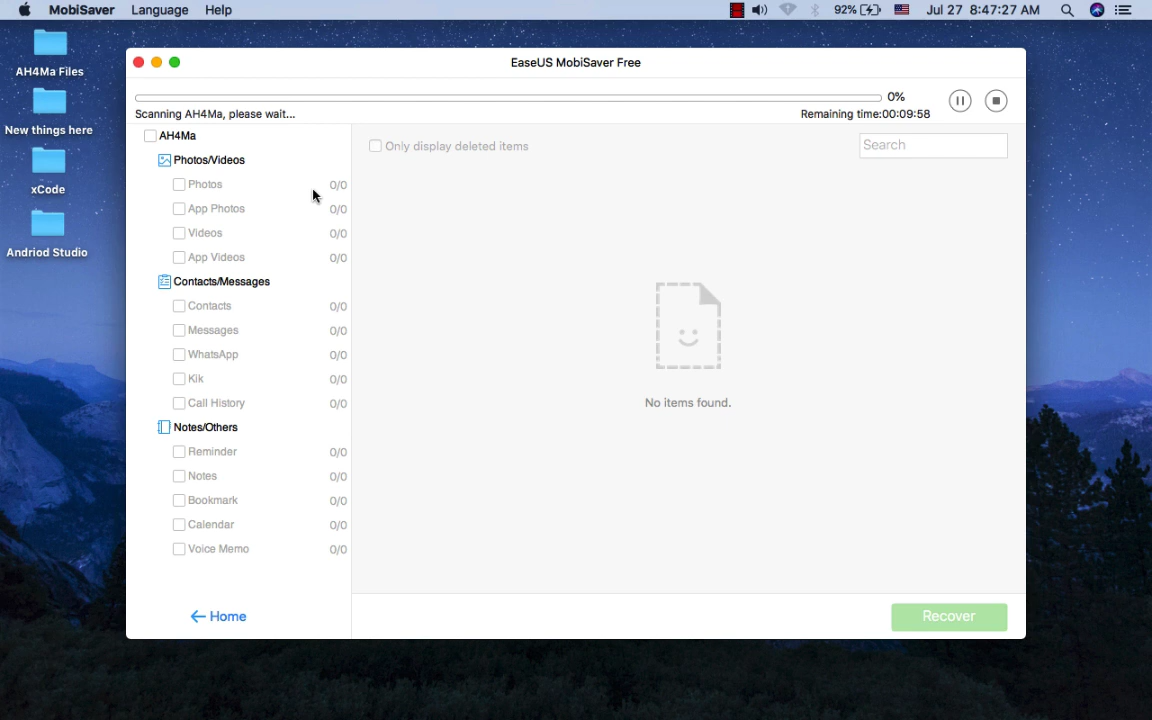 MobiSaver Language Help 92% Jul 27 8:47:27 AM
AH4Ma Files
New things here
xCode
Andriod Studio
EaseUS MobiSaver Free
0%
Scanning AH4Ma, please wait... Remaining time:00:09:58
AH4Ma
Photos/Videos
Photos 0/0
App Photos 0/0
Videos 0/0
App Videos 0/0
Contacts/Messages
Contacts 0/0
Messages 0/0
WhatsApp 0/0
Kik 0/0
Call History 0/0
Notes/Others
Reminder 0/0
Notes 0/0
Bookmark 0/0
Calendar 0/0
Voice Memo 0/0
Home
Only display deleted items
Search
No items found.
Recover